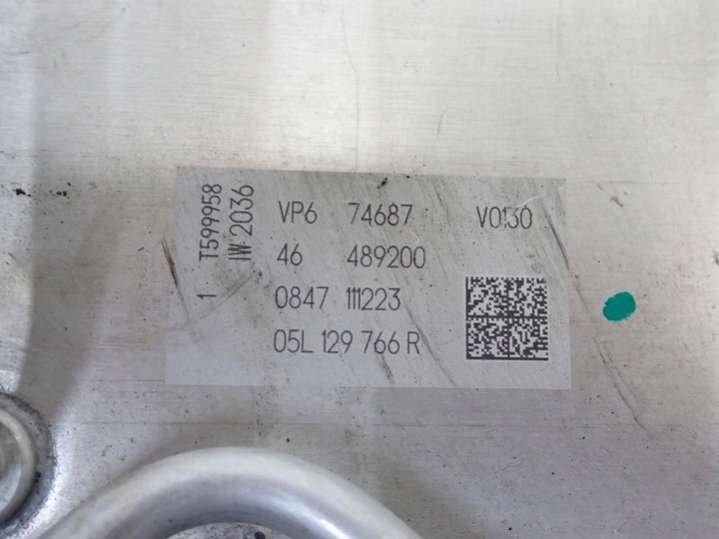 1 T599958
IW 2036
VP6 74687 V0130
46 489200
0847 111223
05L 129 766 R